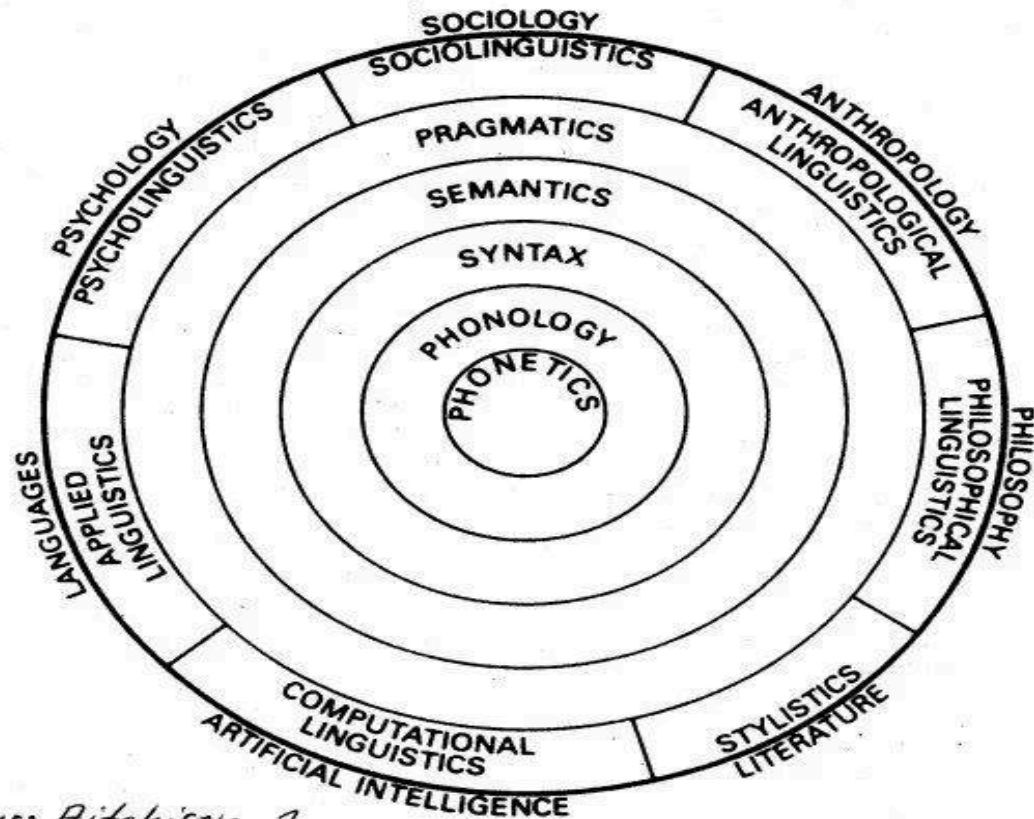 SOCIOLOGY
SOCIOLINGUISTICS
PSYCHOLOGY
PSYCHOLINGUISTICS
ANTHROPOLOGY
ANTHROPOLOGICAL
LINGUISTICS
PRAGMATICS
SEMANTICS
SYNTAX
PHONOLOGY
PHONETICS
PHILOSOPHY
PHILOSOPHICAL
LINGUISTICS
LANGUAGES
APPLIED
LINGUISTICS
COMPUTATIONAL
LINGUISTICS
ARTIFICIAL INTELLIGENCE
STYLISTICS
LITERATURE